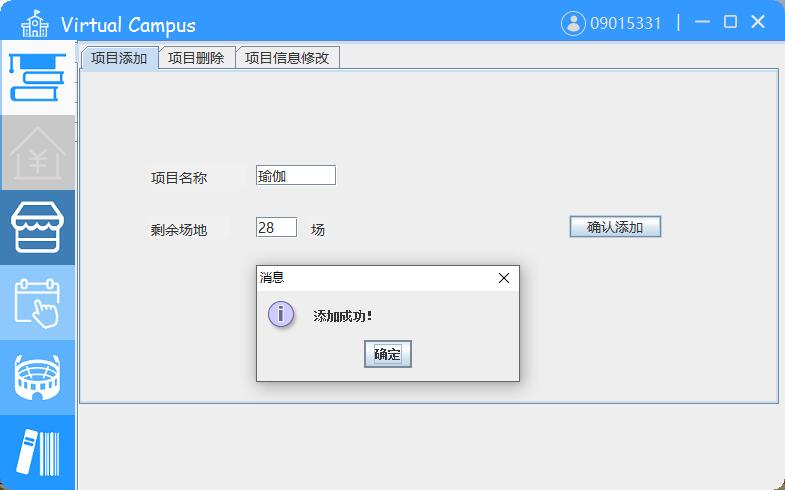 Virtual Campus
09015331
项目添加 项目删除 项目信息修改
¥
项目名称 瑜伽
剩余场地 28 场
确认添加
消息
i
添加成功!
确定